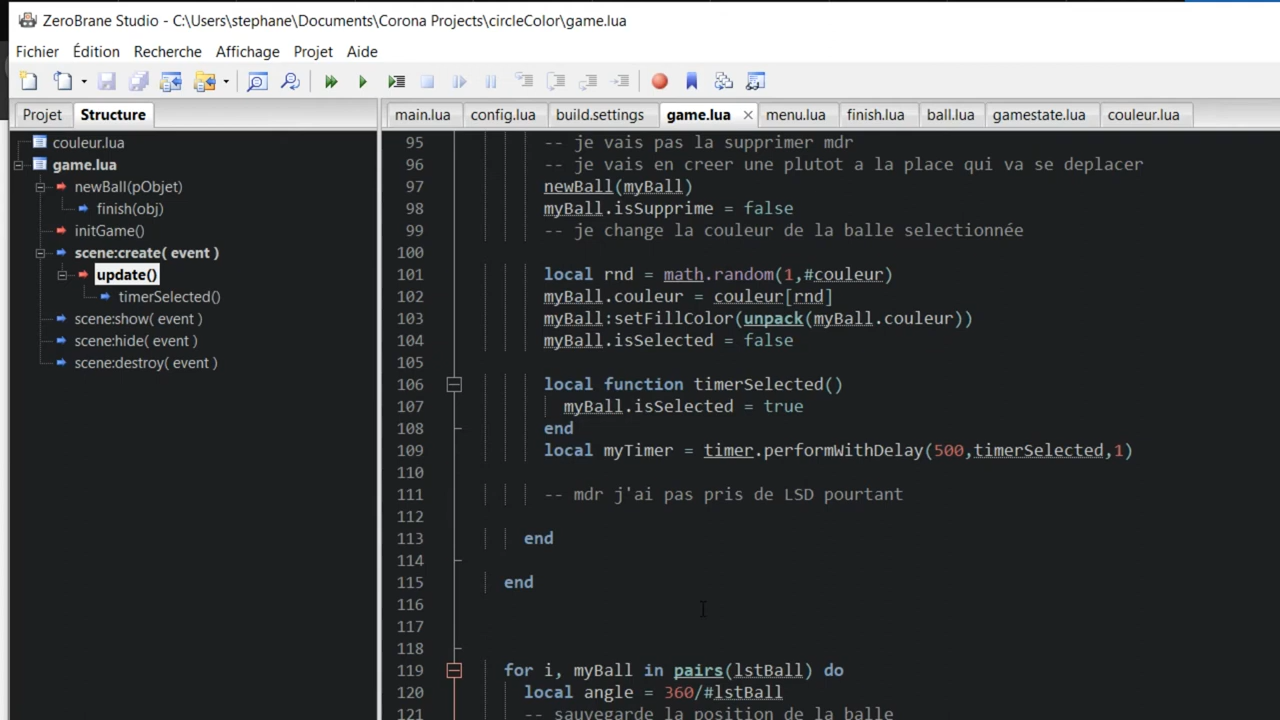 ZeroBrane Studio - C:\Users\stephane\Documents\Corona Projects\circleColor\game.lua
Fichier Édition Recherche Affichage Projet Aide
Projet Structure
couleur.lua
game.lua
newBall(pObjet)
finish(obj)
initGame()
scene:create( event )
update()
timerSelected()
scene:show( event )
scene:hide( event )
scene:destroy( event )
main.lua config.lua build.settings game.lua menu.lua finish.lua ball.lua gamestate.lua couleur.lua
95 -- je vais pas la supprimer mdr
96 -- je vais en creer une plutot a la place qui va se deplacer
97 newBall(myBall)
98 myBall.isSupprime = false
99 -- je change la couleur de la balle selectionnée
100
101 local rnd = math.random(1,#couleur)
102 myBall.couleur = couleur[rnd]
103 myBall:setFillColor(unpack(myBall.couleur))
104 myBall.isSelected = false
105
106 local function timerSelected()
107 myBall.isSelected = true
108 end
109 local myTimer = timer.performWithDelay(500,timerSelected,1)
110
111 -- mdr j'ai pas pris de LSD pourtant
112
113 end
114
115 end
116
117
118
119 for i, myBall in pairs(lstBall) do
120 local angle = 360/#lstBall
121 -- sauvegarde la position de la balle